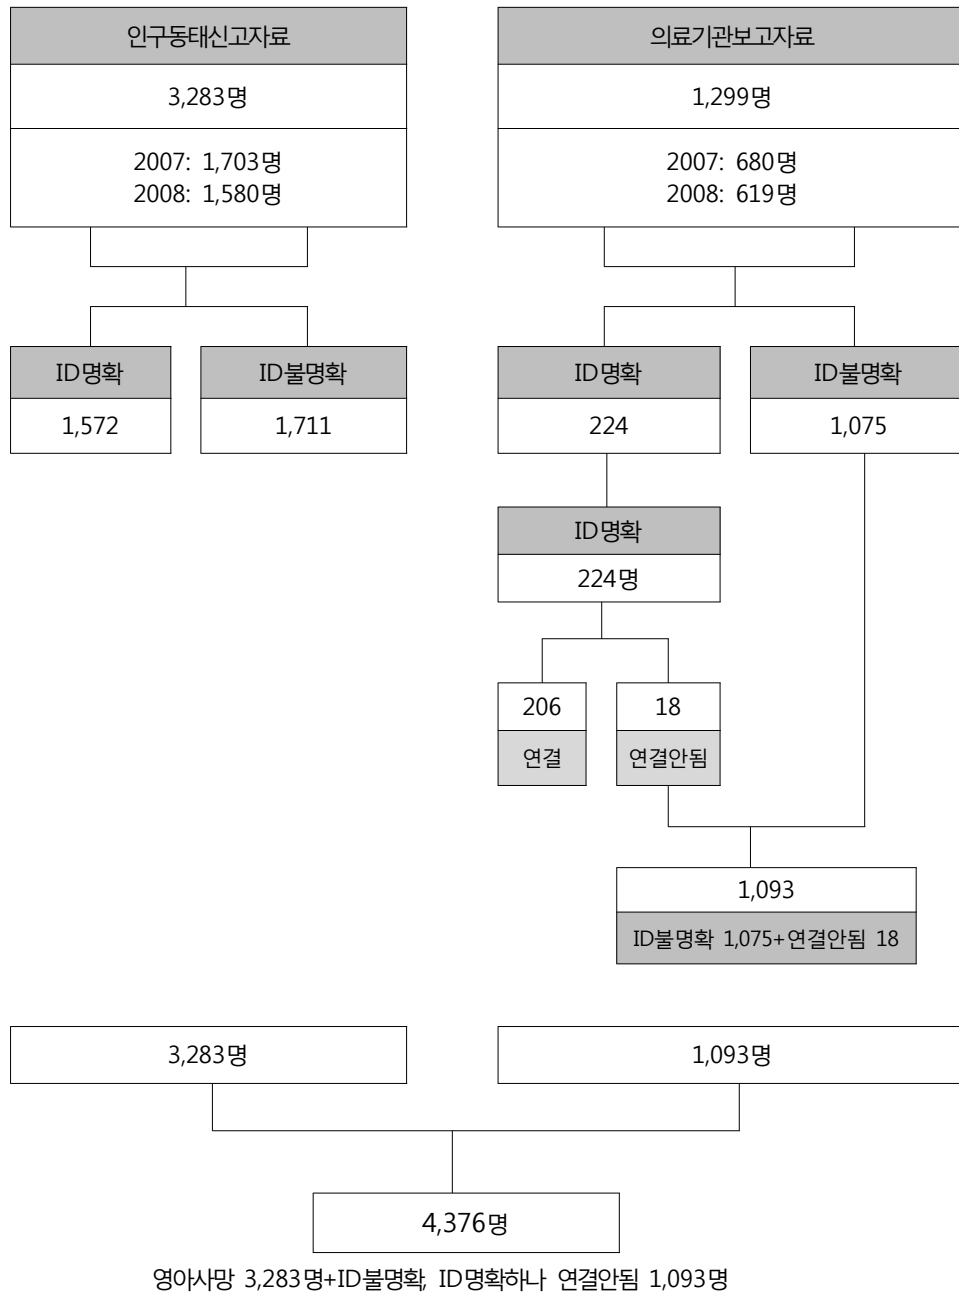 인구동태신고자료
3,283명
2007: 1,703명
2008: 1,580명
의료기관보고자료
1,299명
2007: 680명
2008: 619명
ID명확
1,572
ID불명확
1,711
ID명확
224
ID불명확
1,075
ID명확
224명
206
연결
18
연결안됨
1,093
ID불명확 1,075+연결안됨 18
3,283명
1,093명
4,376명
영아사망 3,283명+ID불명확, ID명확하나 연결안됨 1,093명